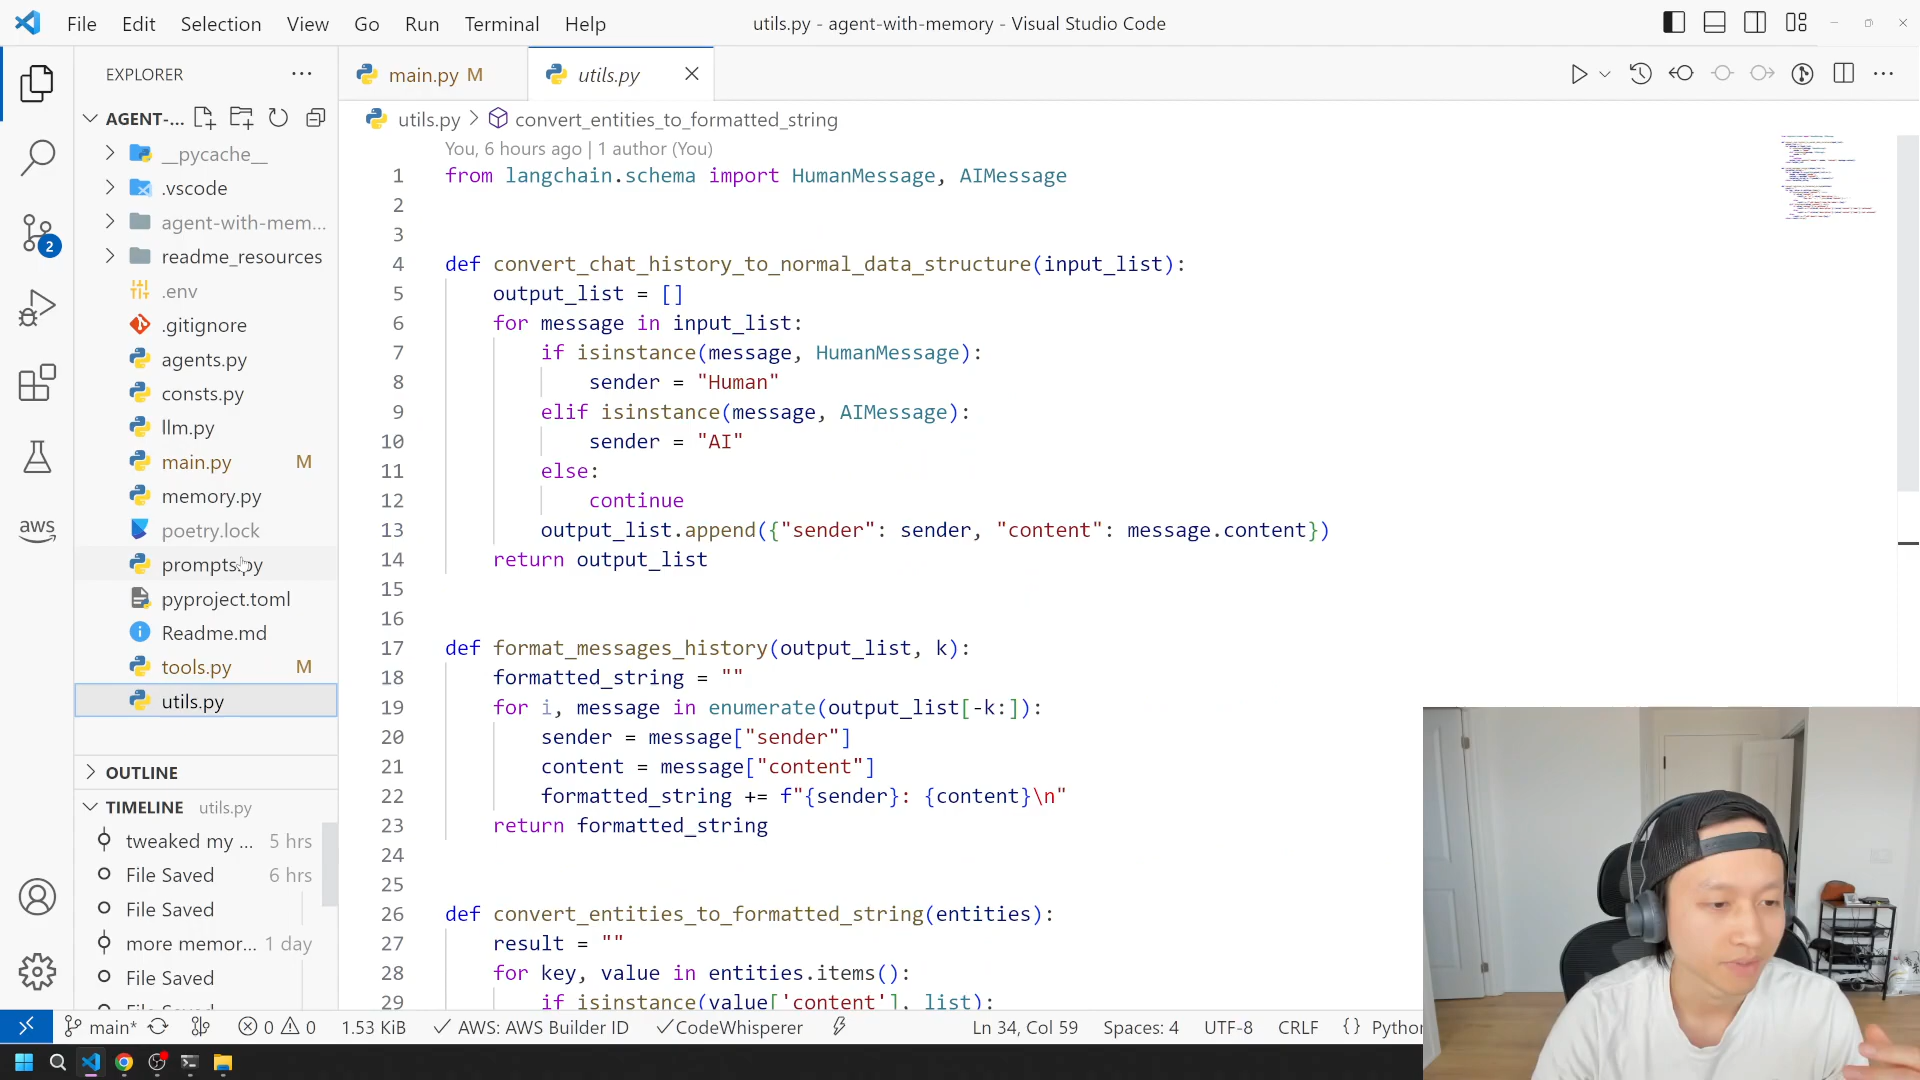 File Edit Selection View Go Run Terminal Help
utils.py - agent-with-memory - Visual Studio Code
EXPLORER
AGENT-...
__pycache__
.vscode
agent-with-mem...
readme_resources
.env
.gitignore
agents.py
consts.py
llm.py
main.py M
memory.py
poetry.lock
prompts.py
pyproject.toml
Readme.md
tools.py M
utils.py
OUTLINE
TIMELINE utils.py
tweaked my ... 5 hrs
File Saved 6 hrs
File Saved
more memor... 1 day
File Saved
File Saved
2
aws
main.py M
utils.py
utils.py > convert_entities_to_formatted_string
You, 6 hours ago | 1 author (You)
1 from langchain.schema import HumanMessage, AIMessage
2
3
4 def convert_chat_history_to_normal_data_structure(input_list):
5 output_list = []
6 for message in input_list:
7 if isinstance(message, HumanMessage):
8 sender = "Human"
9 elif isinstance(message, AIMessage):
10 sender = "AI"
11 else:
12 continue
13 output_list.append({"sender": sender, "content": message.content})
14 return output_list
15
16
17 def format_messages_history(output_list, k):
18 formatted_string = ""
19 for i, message in enumerate(output_list[-k:]):
20 sender = message["sender"]
21 content = message["content"]
22 formatted_string += f"{sender}: {content}\n"
23 return formatted_string
24
25
26 def convert_entities_to_formatted_string(entities):
27 result = ""
28 for key, value in entities.items():
29 if isinstance(value['content'], list):
main* 0 0 1.53 KiB AWS: AWS Builder ID CodeWhisperer Ln 34, Col 59 Spaces: 4 UTF-8 CRLF {} Python